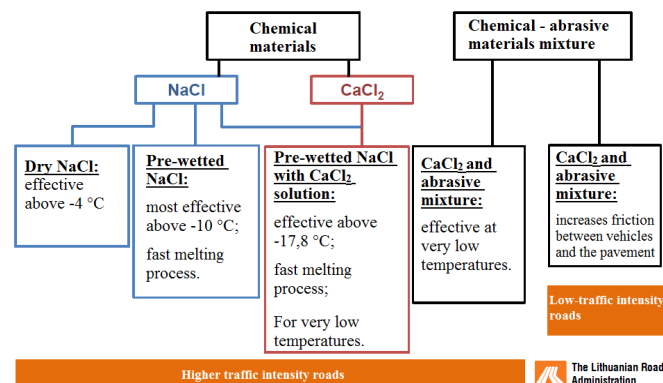 Chemical
materials
Chemical - abrasive
materials mixture
NaCl
CaCl₂
Dry NaCl:
effective
above -4 °C
Pre-wetted
NaCl:
most effective
above -10 °C;
fast melting
process.
Pre-wetted NaCl
with CaCl₂
solution:
effective above
-17,8 °C;
fast melting
process;
For very low
temperatures.
CaCl₂ and
abrasive
mixture:
effective at
very low
temperatures.
CaCl₂ and
abrasive
mixture:
increases friction
between vehicles
and the pavement
Low-traffic intensity
roads
Higher traffic intensity roads
The Lithuanian Road
Administration